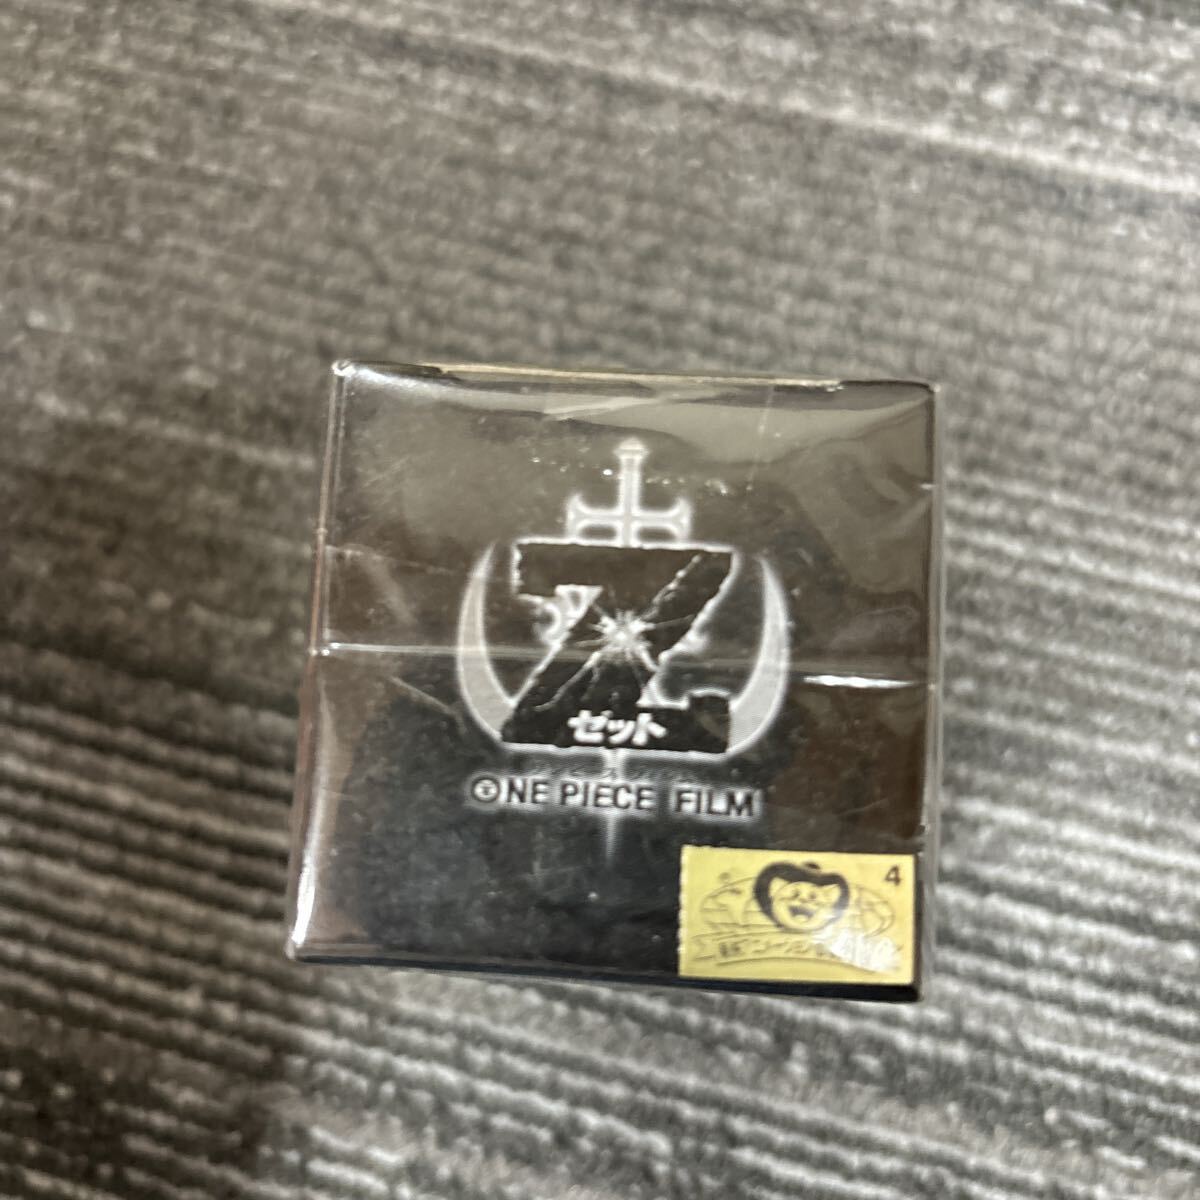 Z
ゼット
ONE PIECE FILM
4